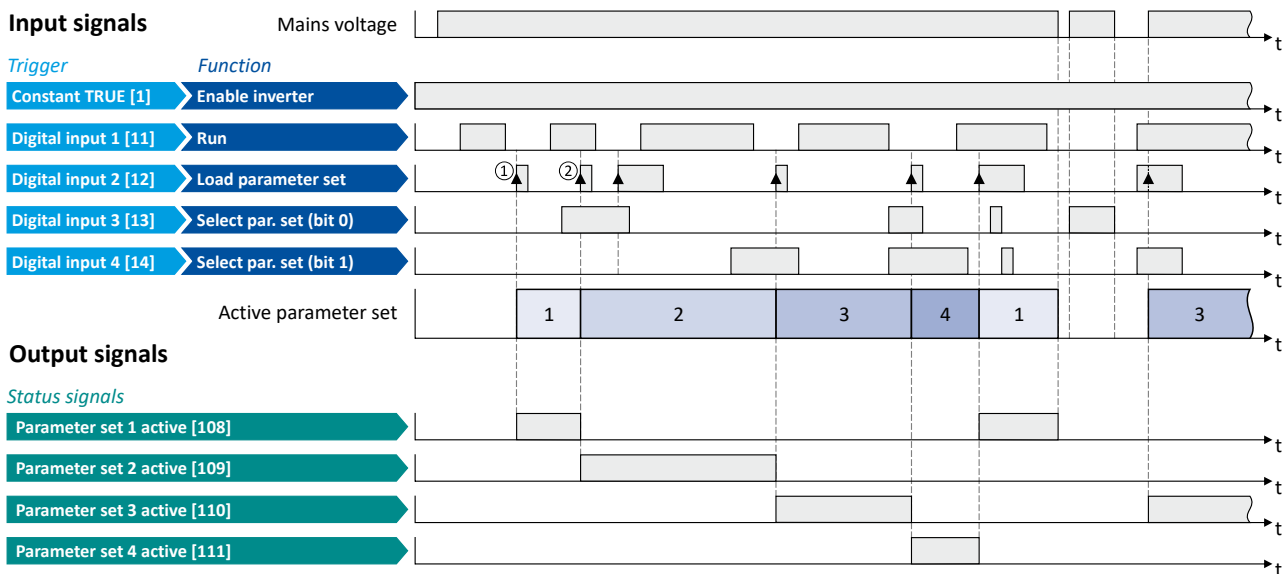 Input signals Mains voltage t
Trigger Function
Constant TRUE [1] Enable inverter t
Digital input 1 [11] Run t
Digital input 2 [12] Load parameter set ① ② t
Digital input 3 [13] Select par. set (bit 0) t
Digital input 4 [14] Select par. set (bit 1) t
Active parameter set 1 2 3 4 1 3 t
Output signals
Status signals
Parameter set 1 active [108] t
Parameter set 2 active [109] t
Parameter set 3 active [110] t
Parameter set 4 active [111] t